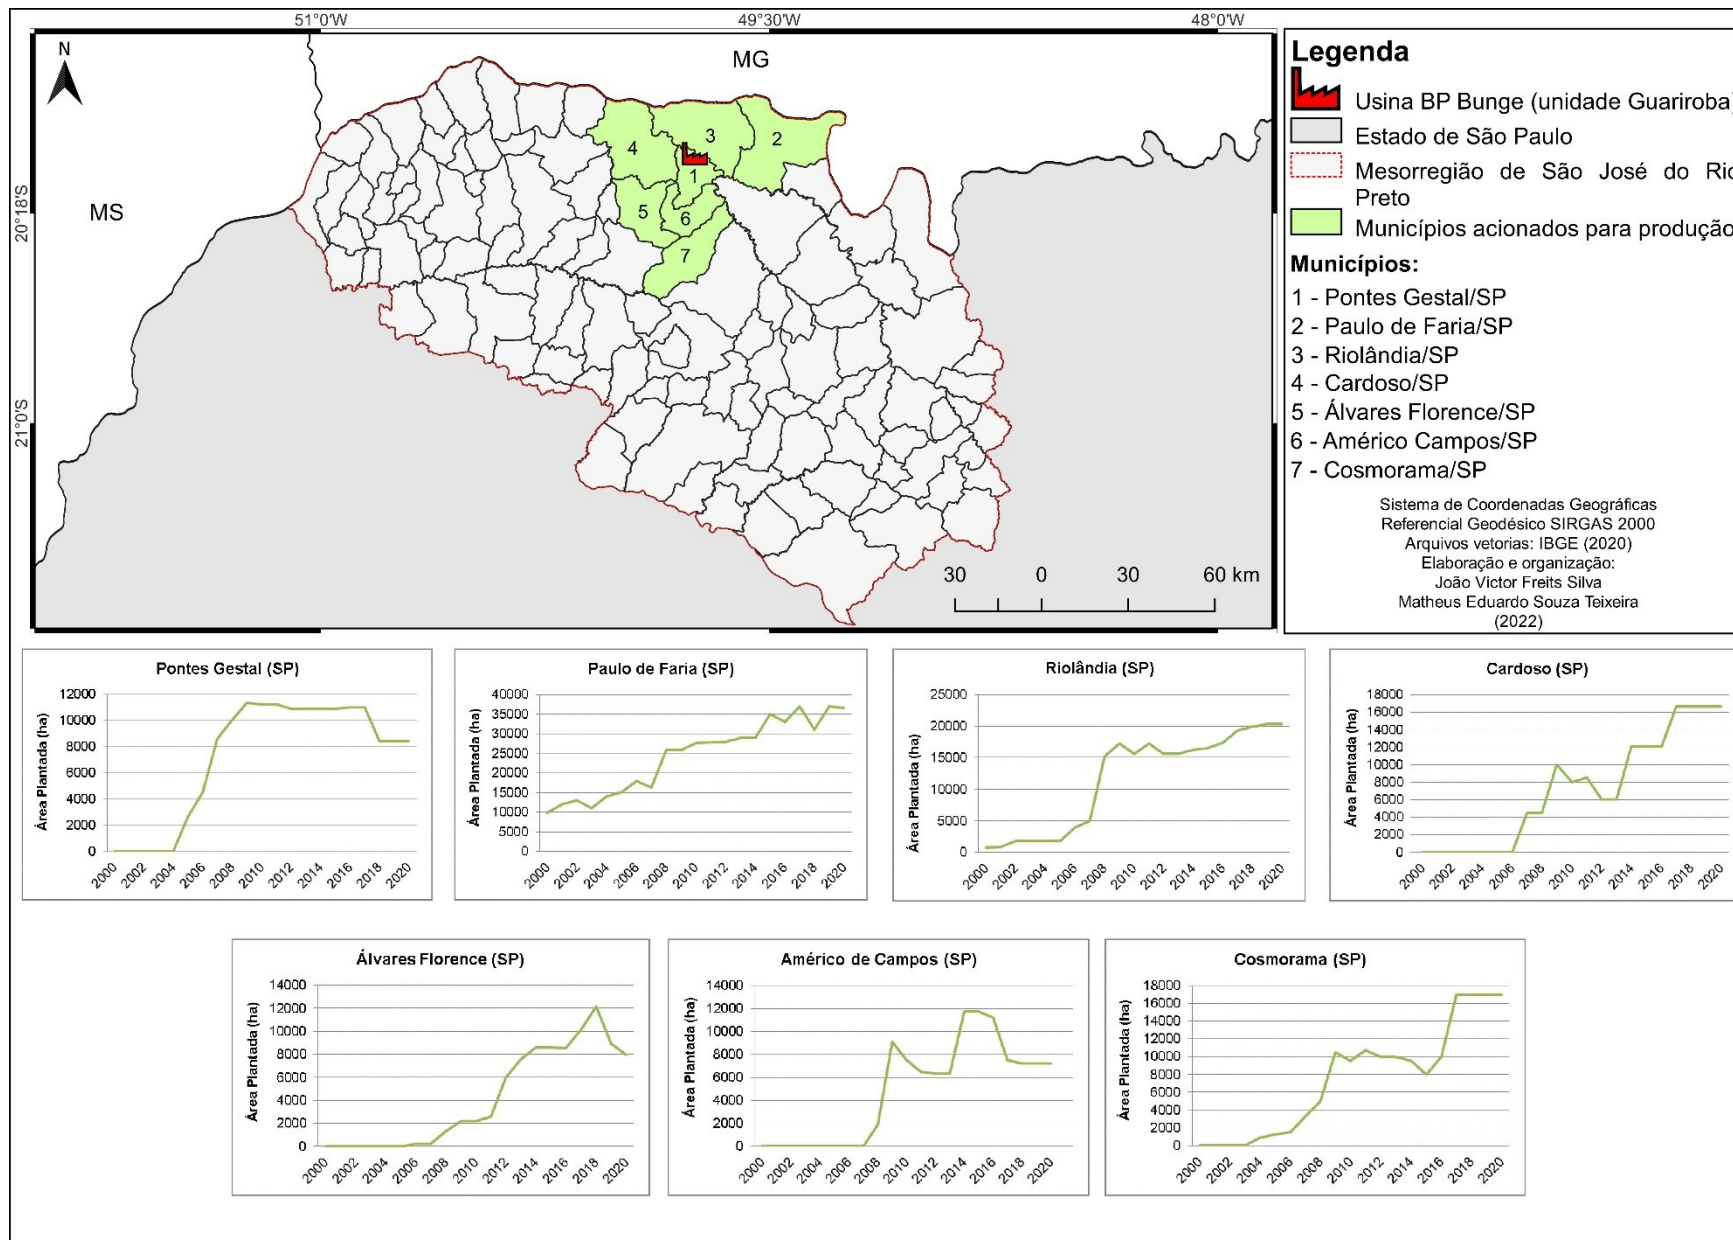 51°0'W
49°30'W
48°0'W
N
MG
MS
20°18'S
21°0'S
1
2
3
4
5
6
7
30 0 30 60 km
Legenda
Usina BP Bunge (unidade Guariroba)
Estado de São Paulo
Mesorregião de São José do Rio
Preto
Municípios acionados para produção
Municípios:
1 - Pontes Gestal/SP
2 - Paulo de Faria/SP
3 - Riolândia/SP
4 - Cardoso/SP
5 - Álvares Florence/SP
6 - Américo Campos/SP
7 - Cosmorama/SP
Sistema de Coordenadas Geográficas
Referencial Geodésico SIRGAS 2000
Arquivos vetorias: IBGE (2020)
Elaboração e organização:
João Victor Freits Silva
Matheus Eduardo Souza Teixeira
(2022)
Pontes Gestal (SP)
Área Plantada (ha)
12000
10000
8000
6000
4000
2000
0
2000 2002 2004 2006 2008 2010 2012 2014 2016 2018 2020
Paulo de Faria (SP)
Área Plantada (ha)
40000
35000
30000
25000
20000
15000
10000
5000
0
2000 2002 2004 2006 2008 2010 2012 2014 2016 2018 2020
Riolândia (SP)
Área Plantada (ha)
25000
20000
15000
10000
5000
0
2000 2002 2004 2006 2008 2010 2012 2014 2016 2018 2020
Cardoso (SP)
Área Plantada (ha)
18000
16000
14000
12000
10000
8000
6000
4000
2000
0
2000 2002 2004 2006 2008 2010 2012 2014 2016 2018 2020
Álvares Florence (SP)
Área Plantada (ha)
14000
12000
10000
8000
6000
4000
2000
0
2000 2002 2004 2006 2008 2010 2012 2014 2016 2018 2020
Américo de Campos (SP)
Área Plantada (ha)
14000
12000
10000
8000
6000
4000
2000
0
2000 2002 2004 2006 2008 2010 2012 2014 2016 2018 2020
Cosmorama (SP)
Área Plantada (ha)
18000
16000
14000
12000
10000
8000
6000
4000
2000
0
2000 2002 2004 2006 2008 2010 2012 2014 2016 2018 2020